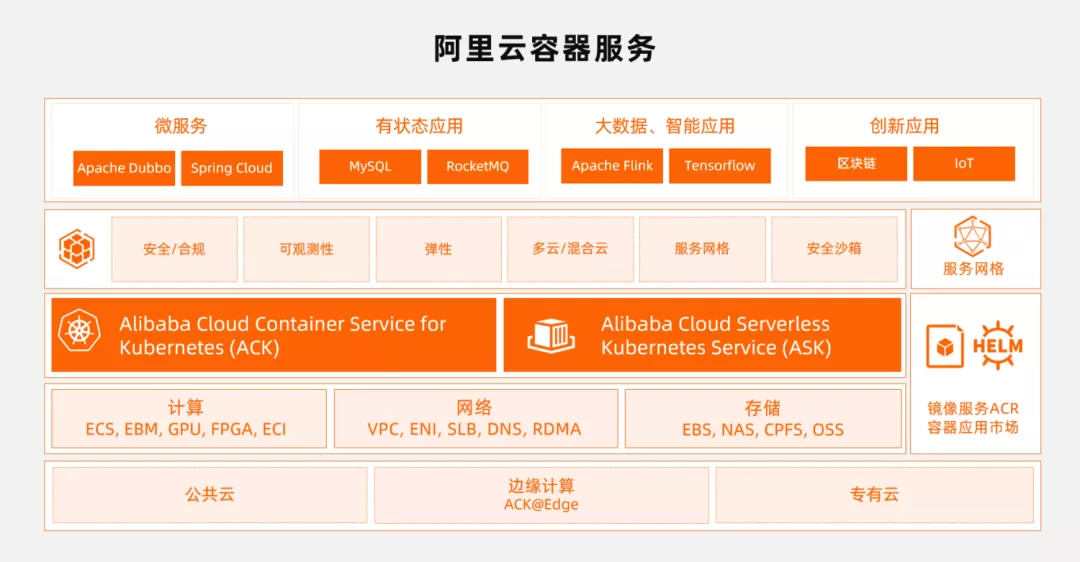 阿里云容器服务
微服务
Apache Dubbo
Spring Cloud
有状态应用
MySQL
RocketMQ
大数据、智能应用
Apache Flink
Tensorflow
创新应用
区块链
IoT
安全/合规
可观测性
弹性
多云/混合云
服务网格
安全沙箱
服务网格
Alibaba Cloud Container Service for
Kubernetes (ACK)
Alibaba Cloud Serverless
Kubernetes Service (ASK)
HELM
镜像服务ACR
容器应用市场
计算
ECS, EBM, GPU, FPGA, ECI
网络
VPC, ENI, SLB, DNS, RDMA
存储
EBS, NAS, CPFS, OSS
公共云
边缘计算
ACK@Edge
专有云